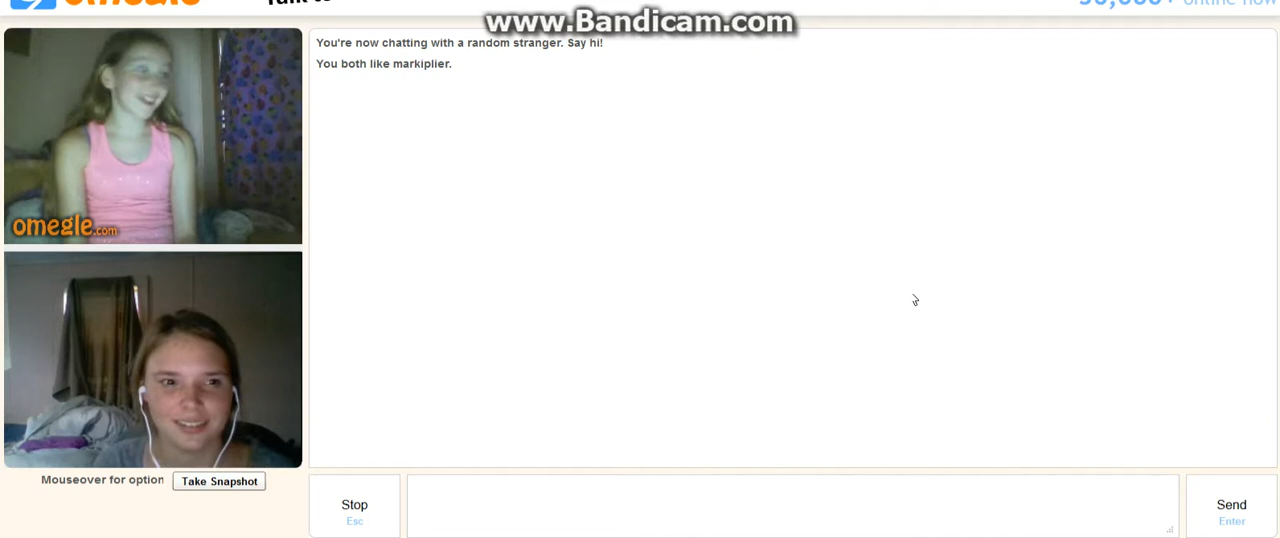 www.Bandicam.com
You're now chatting with a random stranger. Say hi!
You both like markiplier.
omegle.com
Mouseover for option
Take Snapshot
Stop
Esc
Send
Enter